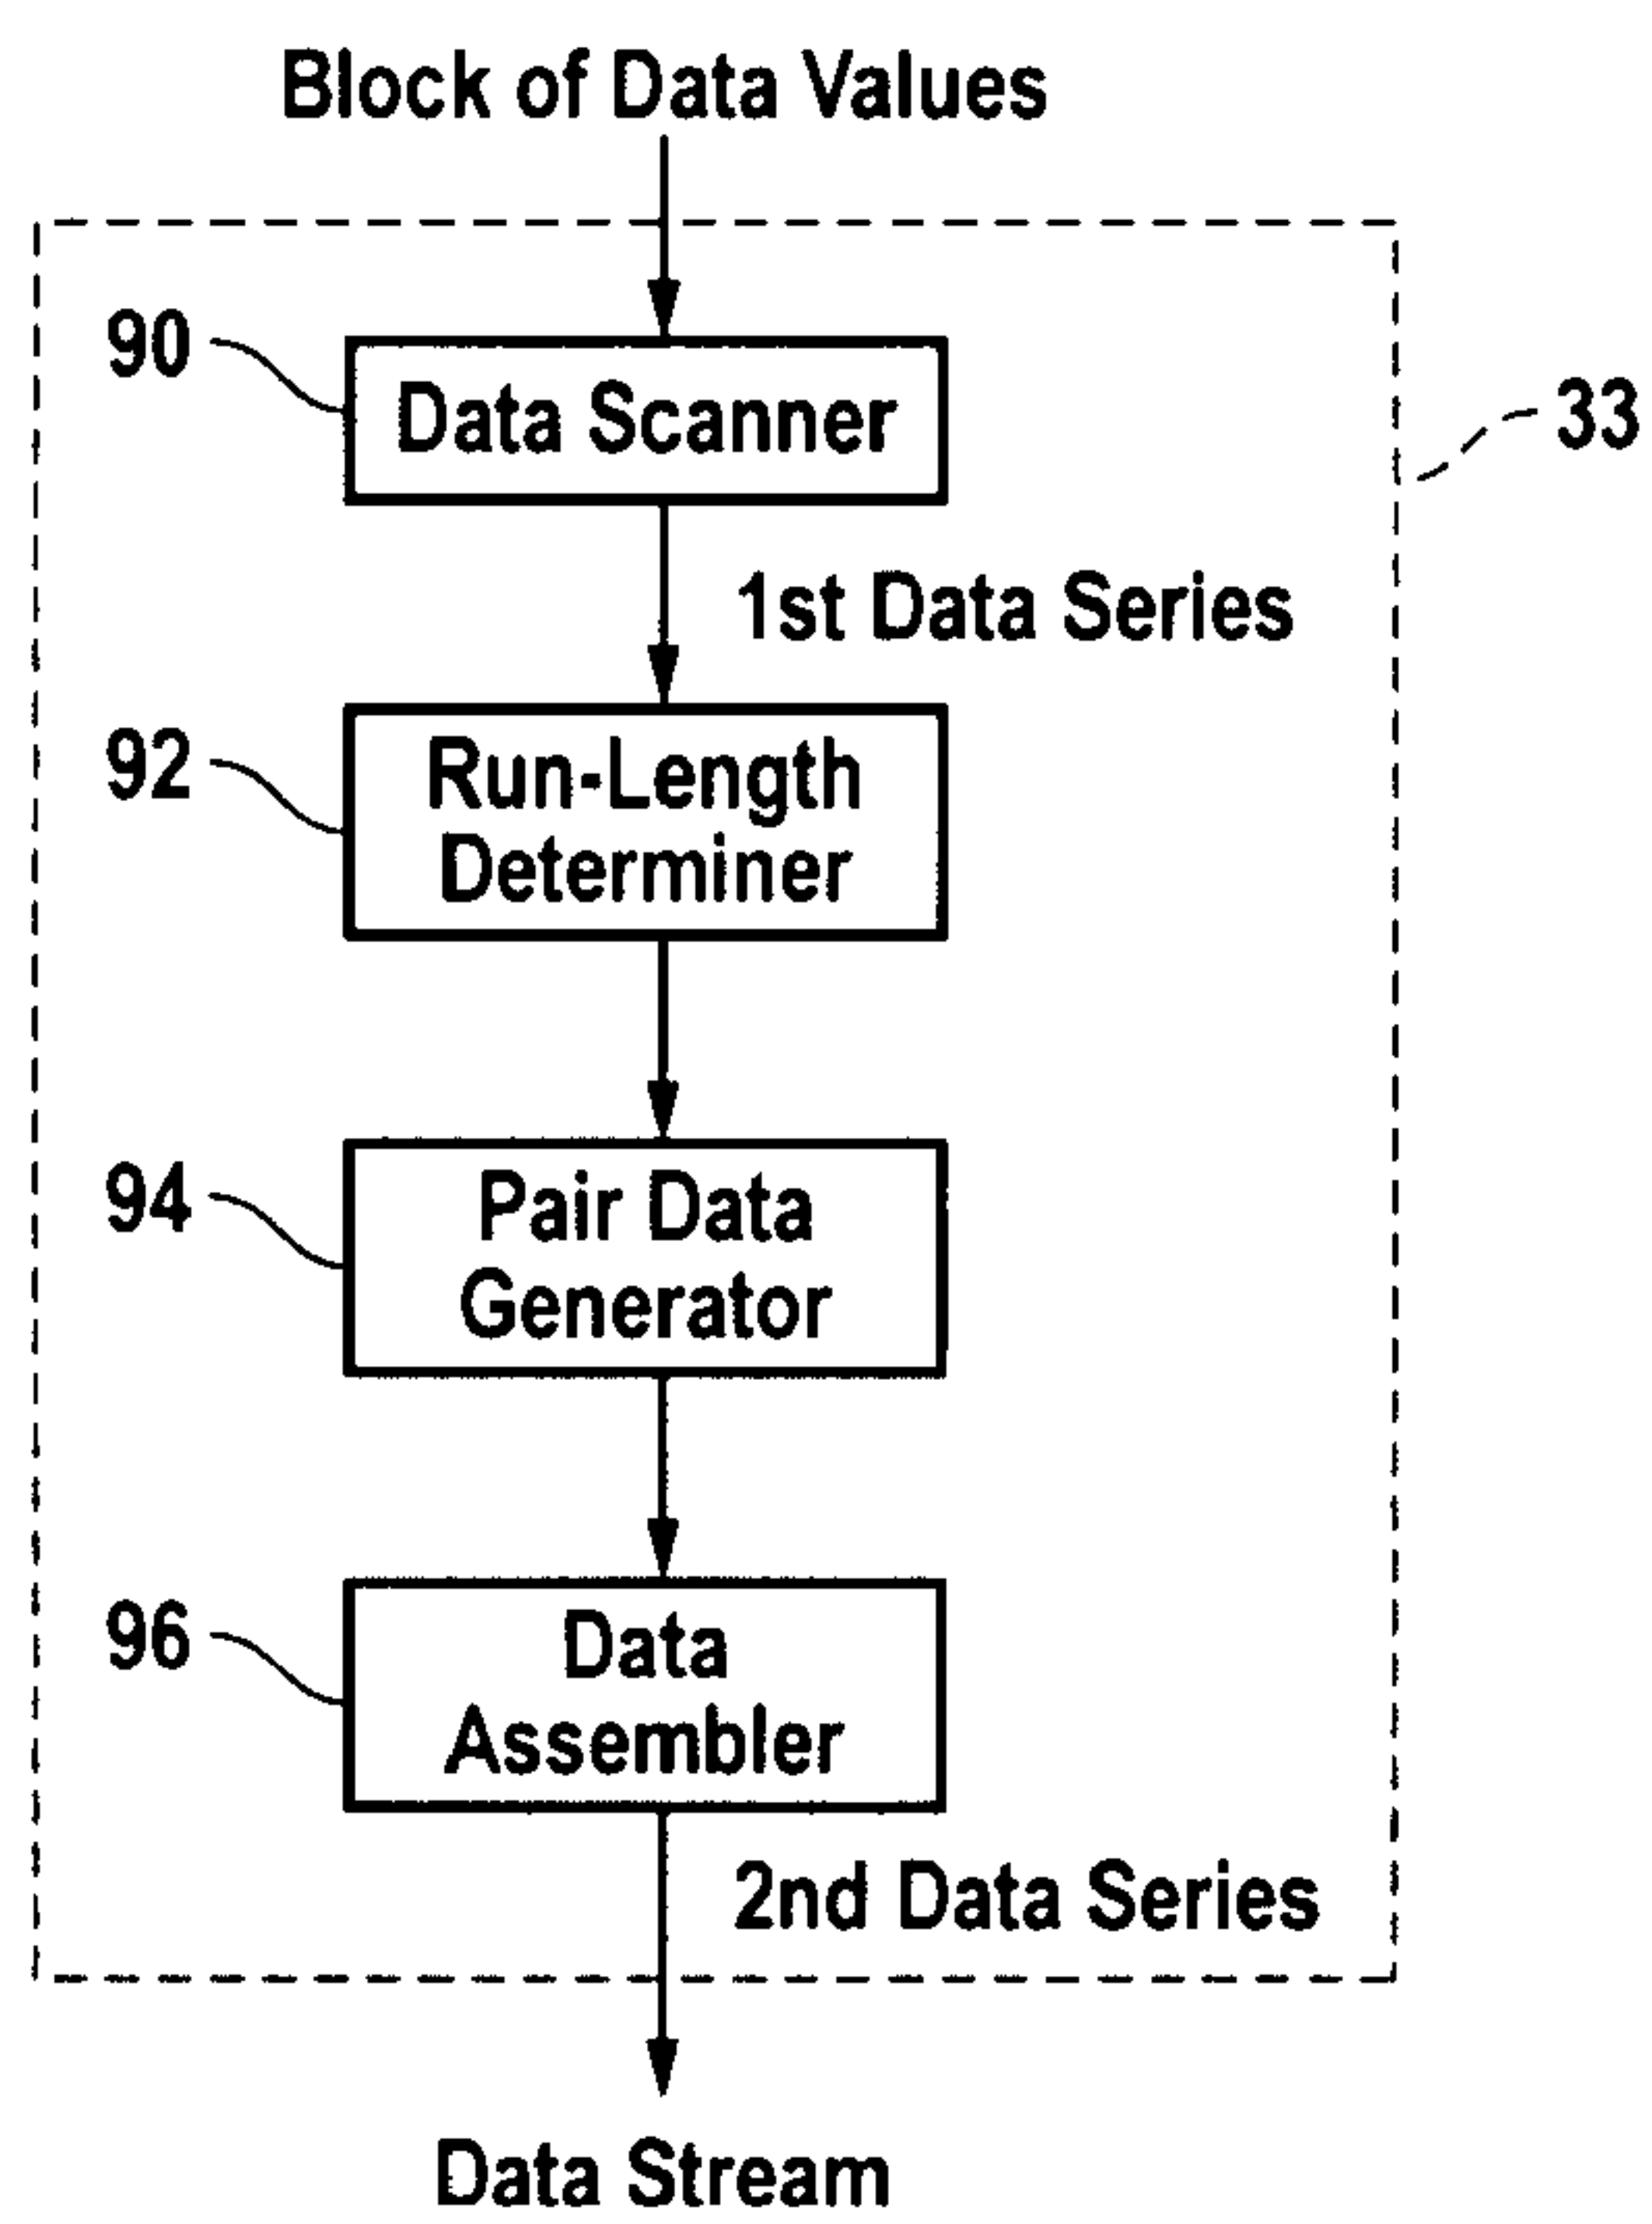 Block of Data Values
90
Data Scanner
33
1st Data Series
92
Run-Length
Determiner
94
Pair Data
Generator
96
Data
Assembler
2nd Data Series
Data Stream